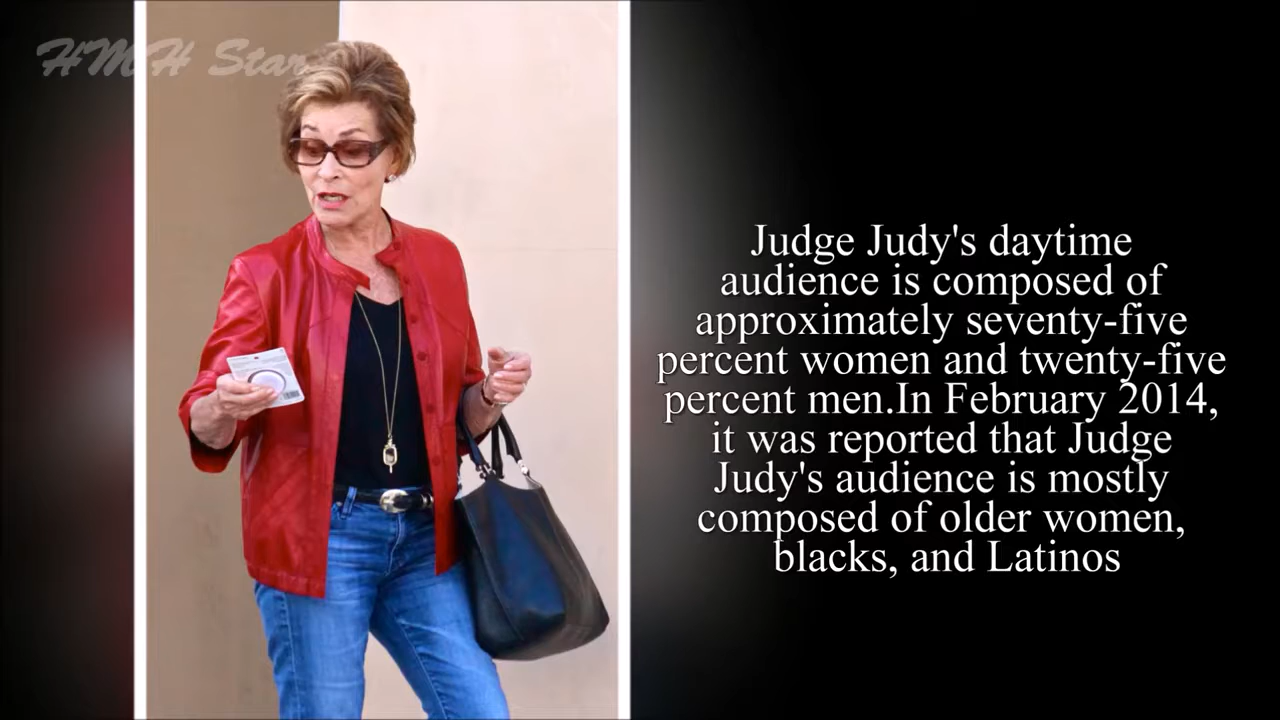 HMH Star
Judge Judy's daytime
audience is composed of
approximately seventy-five
percent women and twenty-five
percent men.In February 2014,
it was reported that Judge
Judy's audience is mostly
composed of older women,
blacks, and Latinos